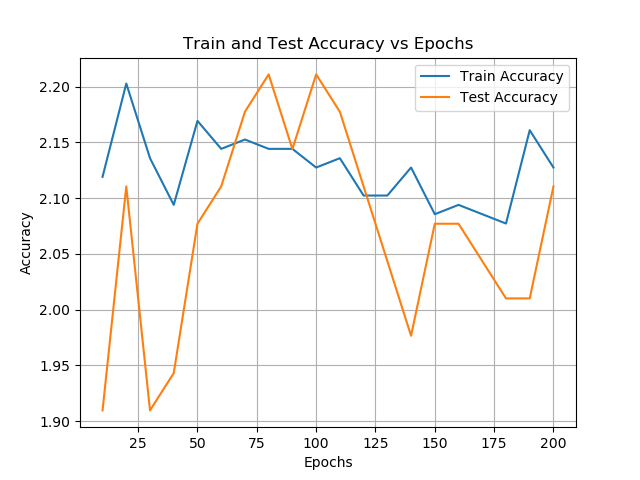 Train and Test Accuracy vs Epochs
Train Accuracy
Test Accuracy
2.20
2.15
2.10
2.05
2.00
1.95
1.90
Accuracy
25 50 75 100 125 150 175 200
Epochs